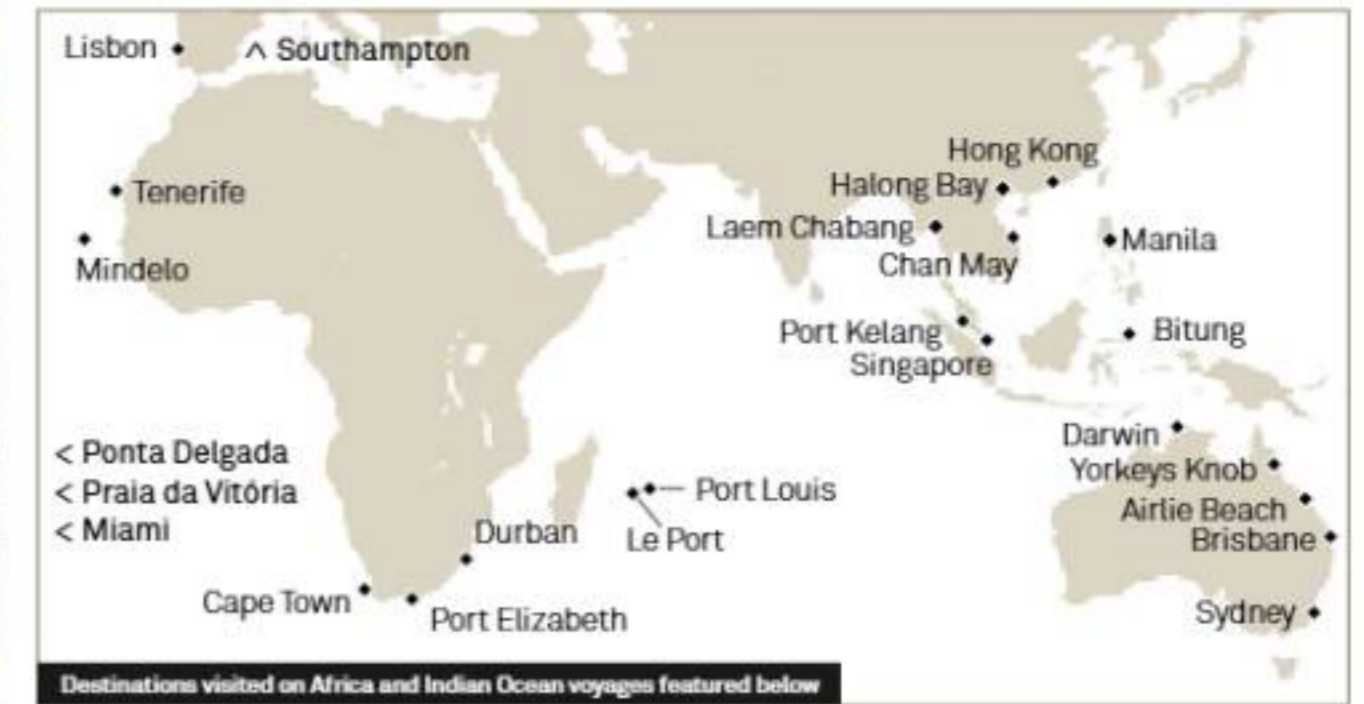 Lisbon
^ Southampton
Hong Kong
Halong Bay
Tenerife
Laem Chabang
Manila
Mindelo
Chan May
Port Kelang
Bitung
Singapore
Darwin
< Ponta Delgada
Yorkeys Knob
< Praia da Vitória
Port Louis
Airlie Beach
< Miami
Durban
Le Port
Brisbane
Cape Town
Port Elizabeth
Sydney
Destinations visited on Africa and Indian Ocean voyages featured below